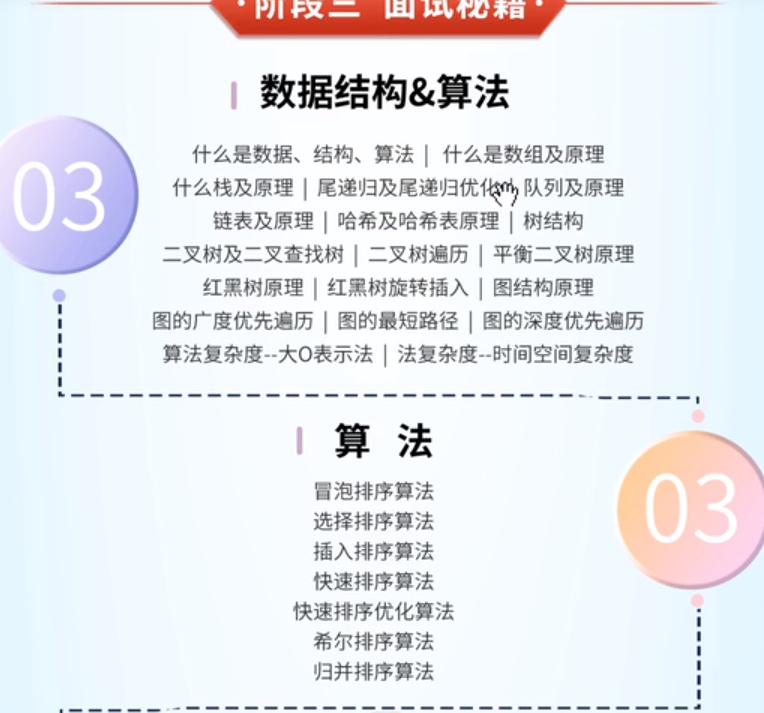 ·阶段三 面试秘籍·
数据结构&算法
03
什么是数据、结构、算法 | 什么是数组及原理
什么栈及原理 | 尾递归及尾递归优化 队列及原理
链表及原理 | 哈希及哈希表原理 | 树结构
二叉树及二叉查找树 | 二叉树遍历 | 平衡二叉树原理
红黑树原理 | 红黑树旋转插入 | 图结构原理
图的广度优先遍历 | 图的最短路径 | 图的深度优先遍历
算法复杂度--大O表示法 | 法复杂度--时间空间复杂度
算 法
03
冒泡排序算法
选择排序算法
插入排序算法
快速排序算法
快速排序优化算法
希尔排序算法
归并排序算法